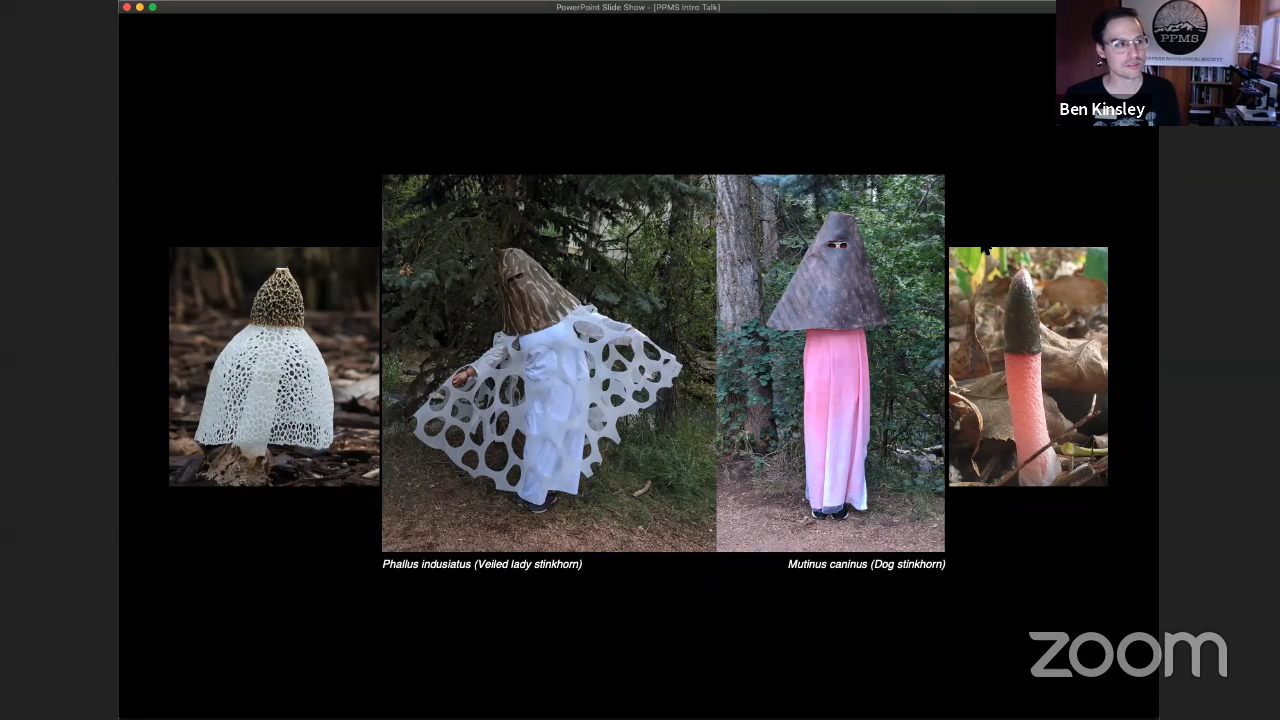 PowerPoint Slide Show - [PPMS Intro Talk]
PPMS
Ben Kinsley
Phallus indusiatus (Veiled lady stinkhorn)
Mutinus caninus (Dog stinkhorn)
zoom